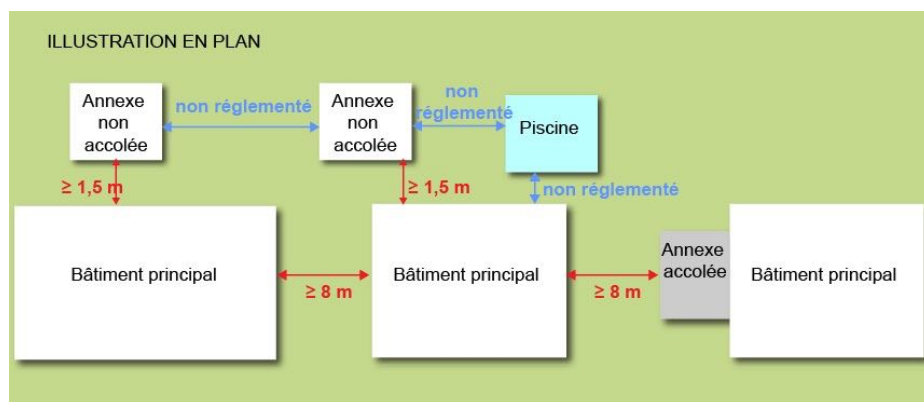 ILLUSTRATION EN PLAN
Annexe
non
accolée
non réglementé
Annexe
non
accolée
non
réglementé
Piscine
≥ 1,5 m
≥ 1,5 m
non réglementé
Bâtiment principal
≥ 8 m
Bâtiment principal
≥ 8 m
Annexe
accolée
Bâtiment principal